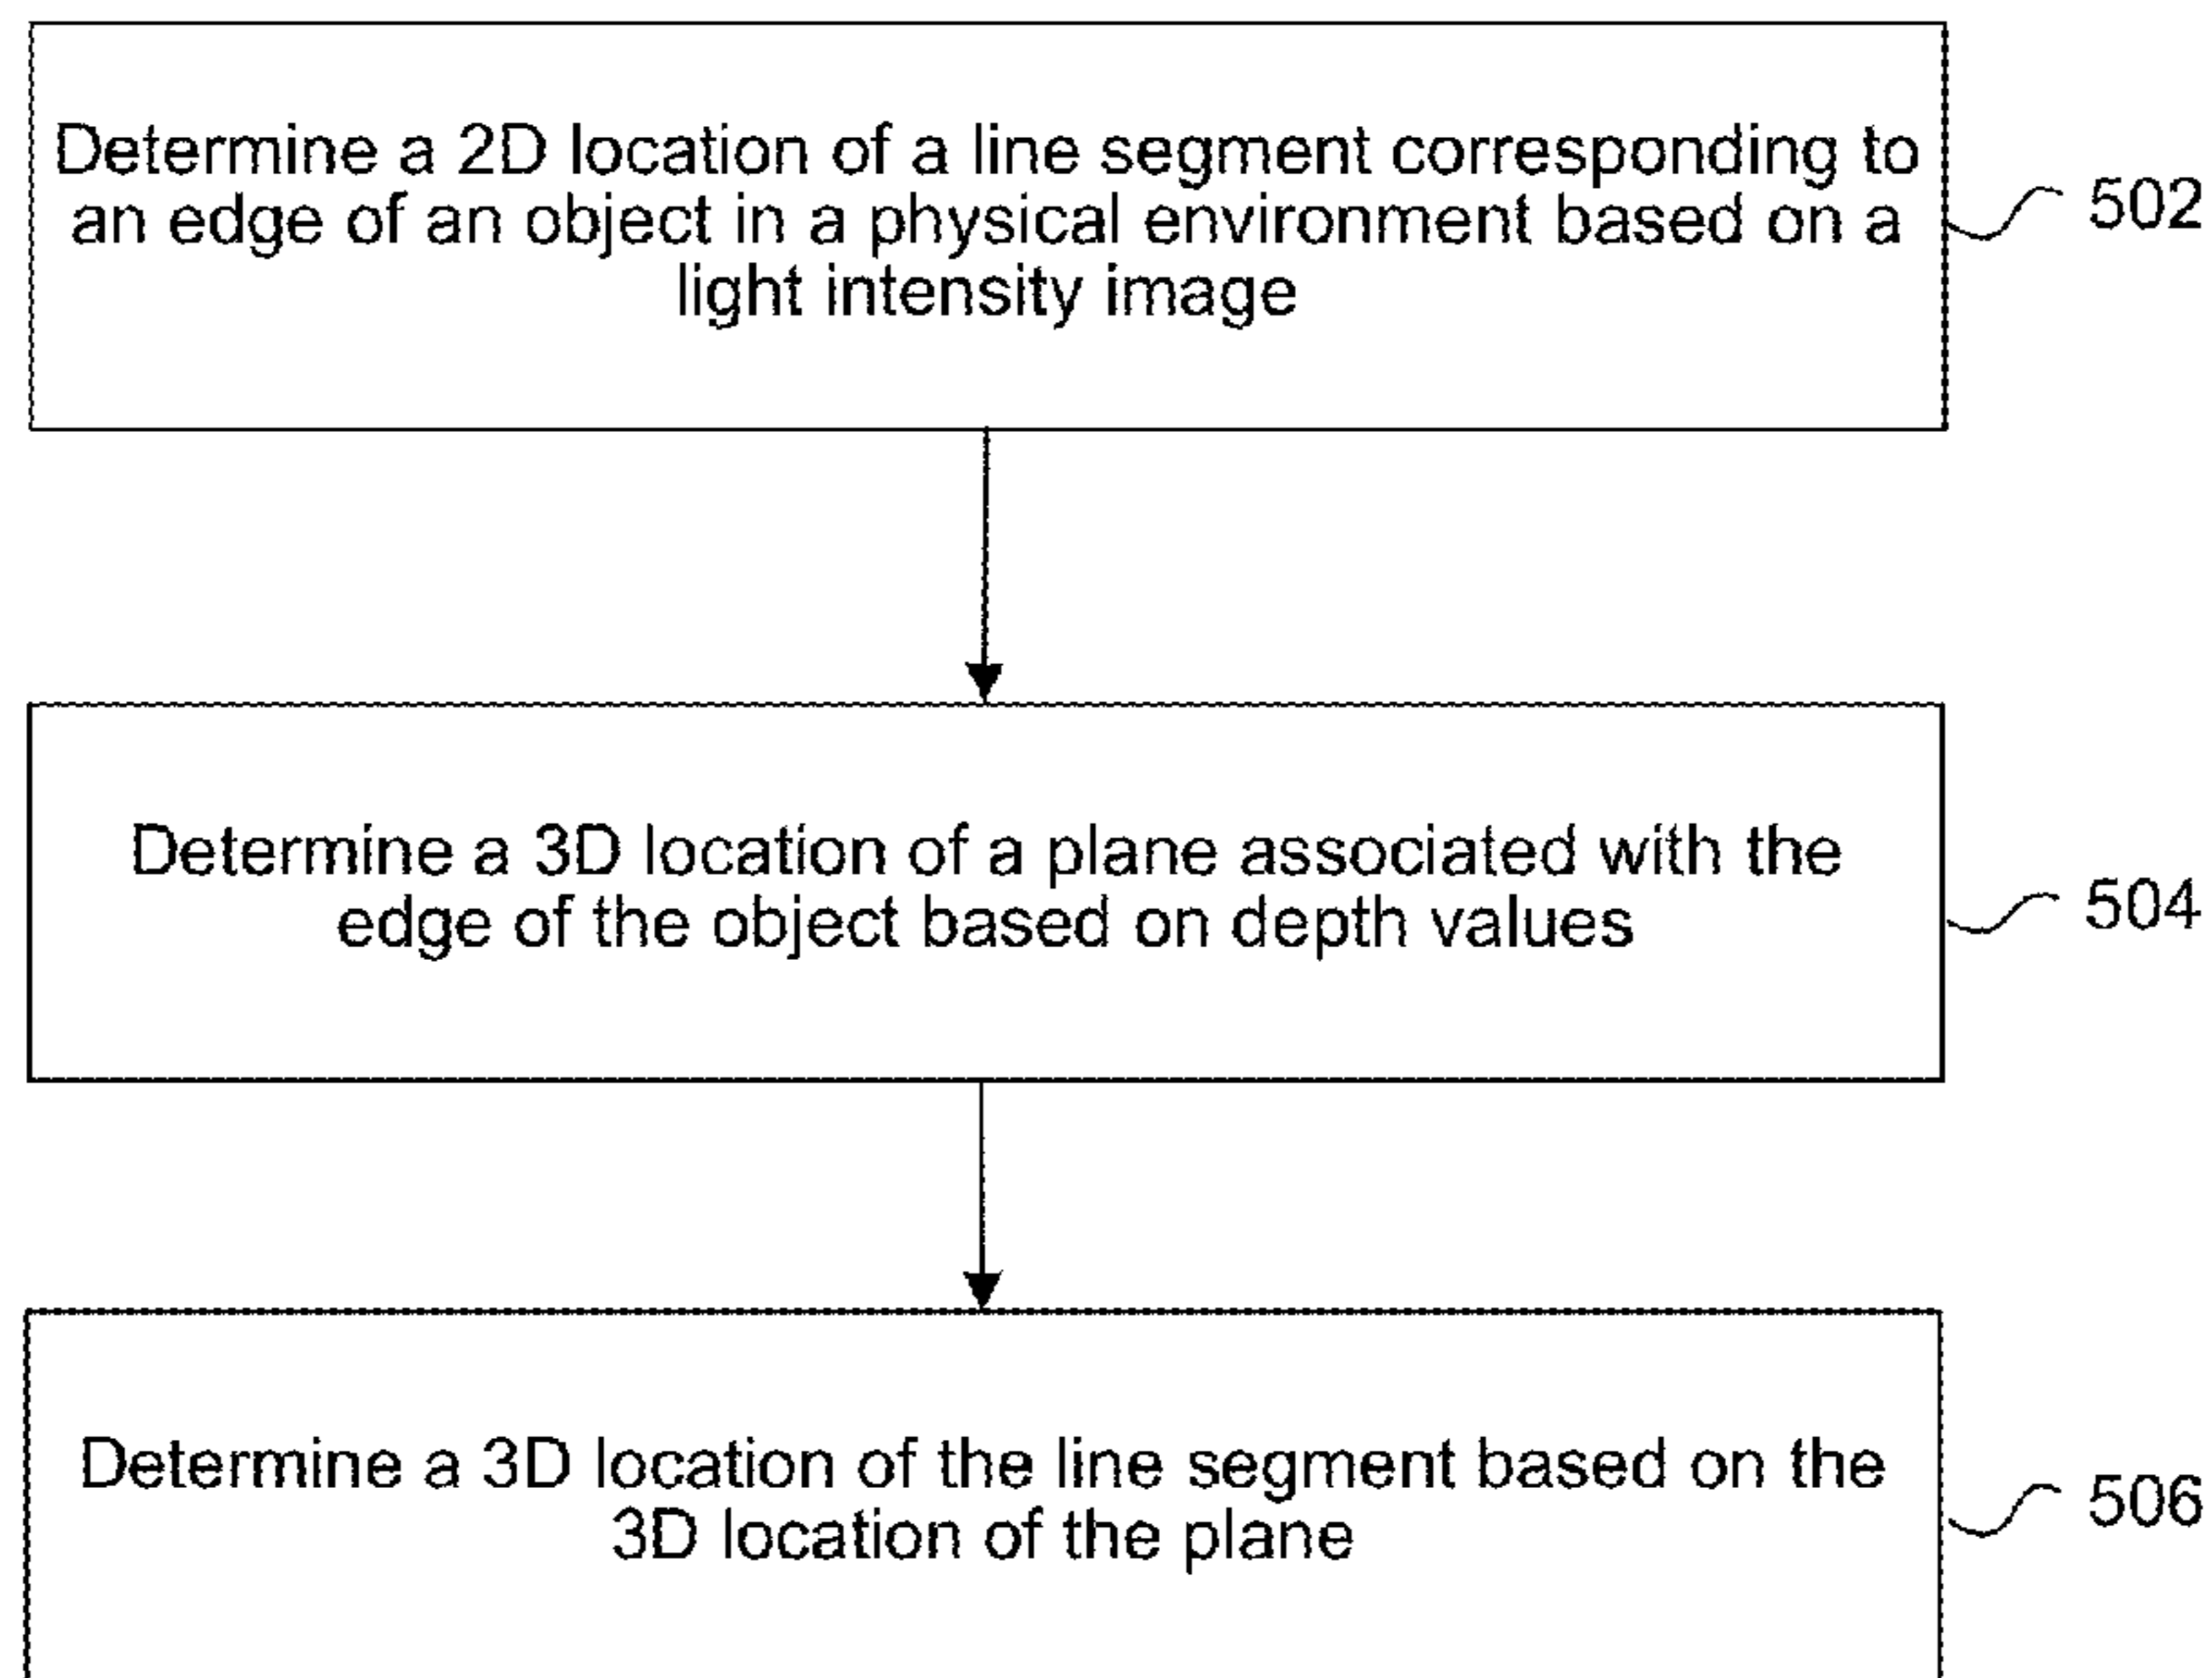 Determine a 2D location of a line segment corresponding to
an edge of an object in a physical environment based on a
light intensity image
502
Determine a 3D location of a plane associated with the
edge of the object based on depth values
504
Determine a 3D location of the line segment based on the
3D location of the plane
506